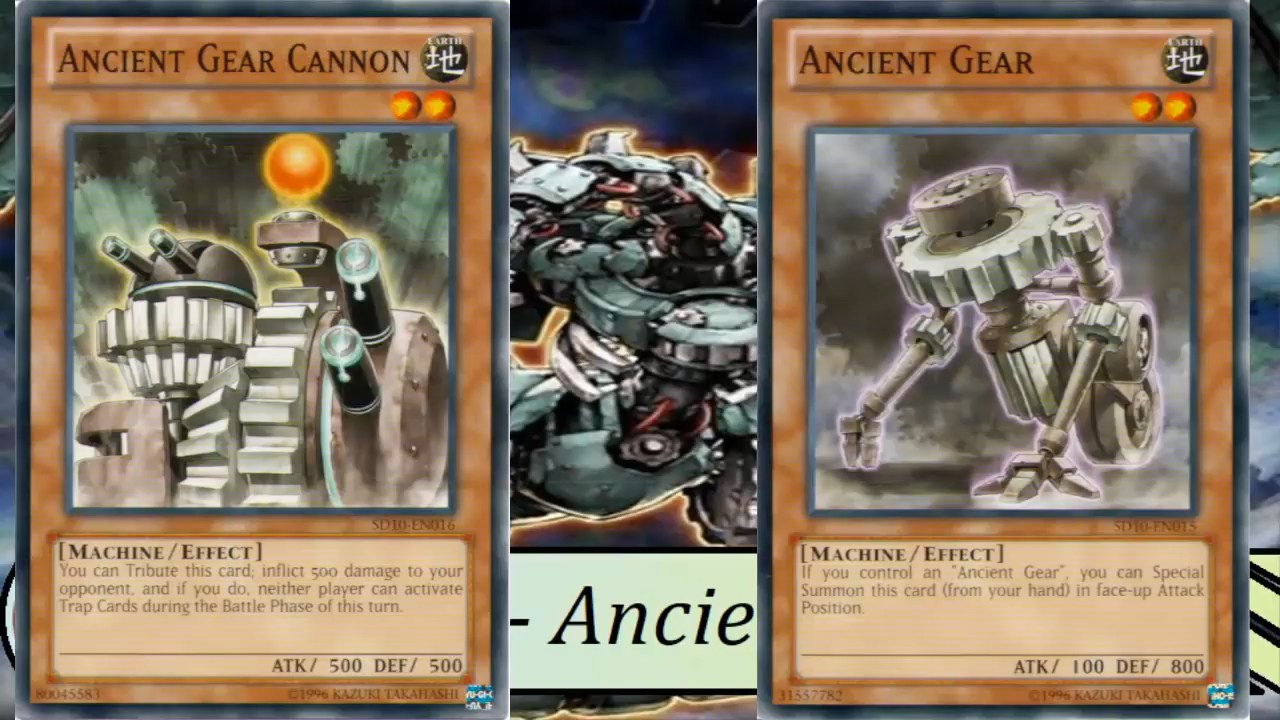 ANCIENT GEAR CANNON
EARTH
地
SD10-EN016
[MACHINE/EFFECT]
You can Tribute this card; inflict 500 damage to your
opponent, and if you do, neither player can activate
Trap Cards during the Battle Phase of this turn.
ATK/ 500 DEF/ 500
80045583
©1996 KAZUKI TAKAHASHI
- Ancie
ANCIENT GEAR
EARTH
地
SD10-EN015
[MACHINE/EFFECT]
If you control an "Ancient Gear", you can Special
Summon this card (from your hand) in face-up Attack
Position.
ATK/ 100 DEF/ 800
31557782
©1996 KAZUKI TAKAHASHI